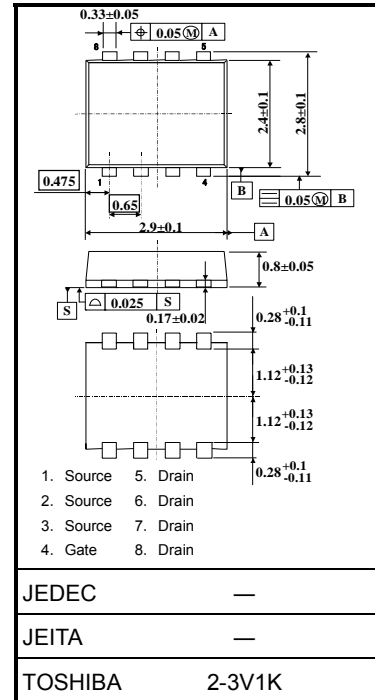 0.33±0.05
⌖ 0.05 Ⓜ A
8 5
2.4±0.1
2.8±0.1
0.475
1 4
0.65
B
⌯ 0.05 Ⓜ B
2.9±0.1
A
0.8±0.05
S
⌓ 0.025 S
0.17±0.02
0.28 +0.1 -0.11
1.12 +0.13 -0.12
1.12 +0.13 -0.12
0.28 +0.1 -0.11
1. Source 5. Drain
2. Source 6. Drain
3. Source 7. Drain
4. Gate 8. Drain
JEDEC —
JEITA —
TOSHIBA 2-3V1K